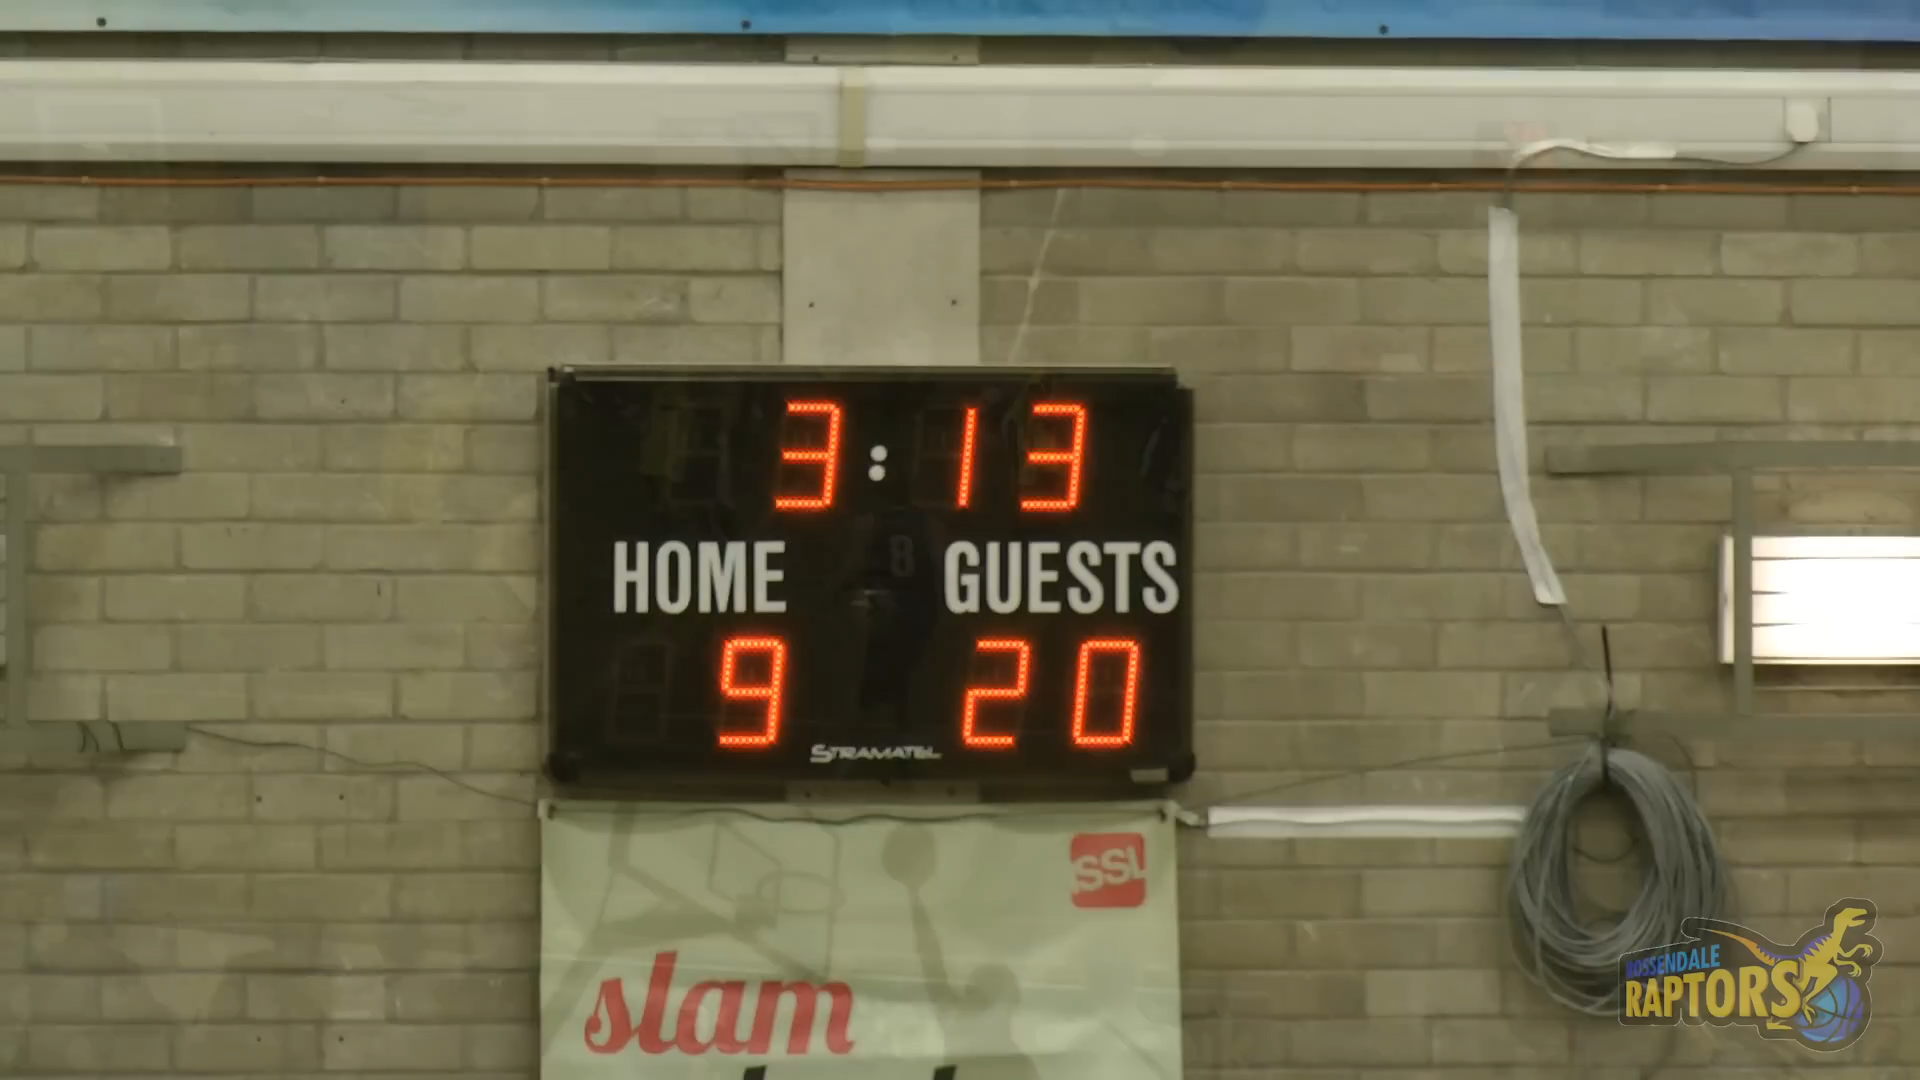 3:13
HOME GUESTS
9 20
STRAMATEL
SSL
slam
ROSSENDALE
RAPTORS